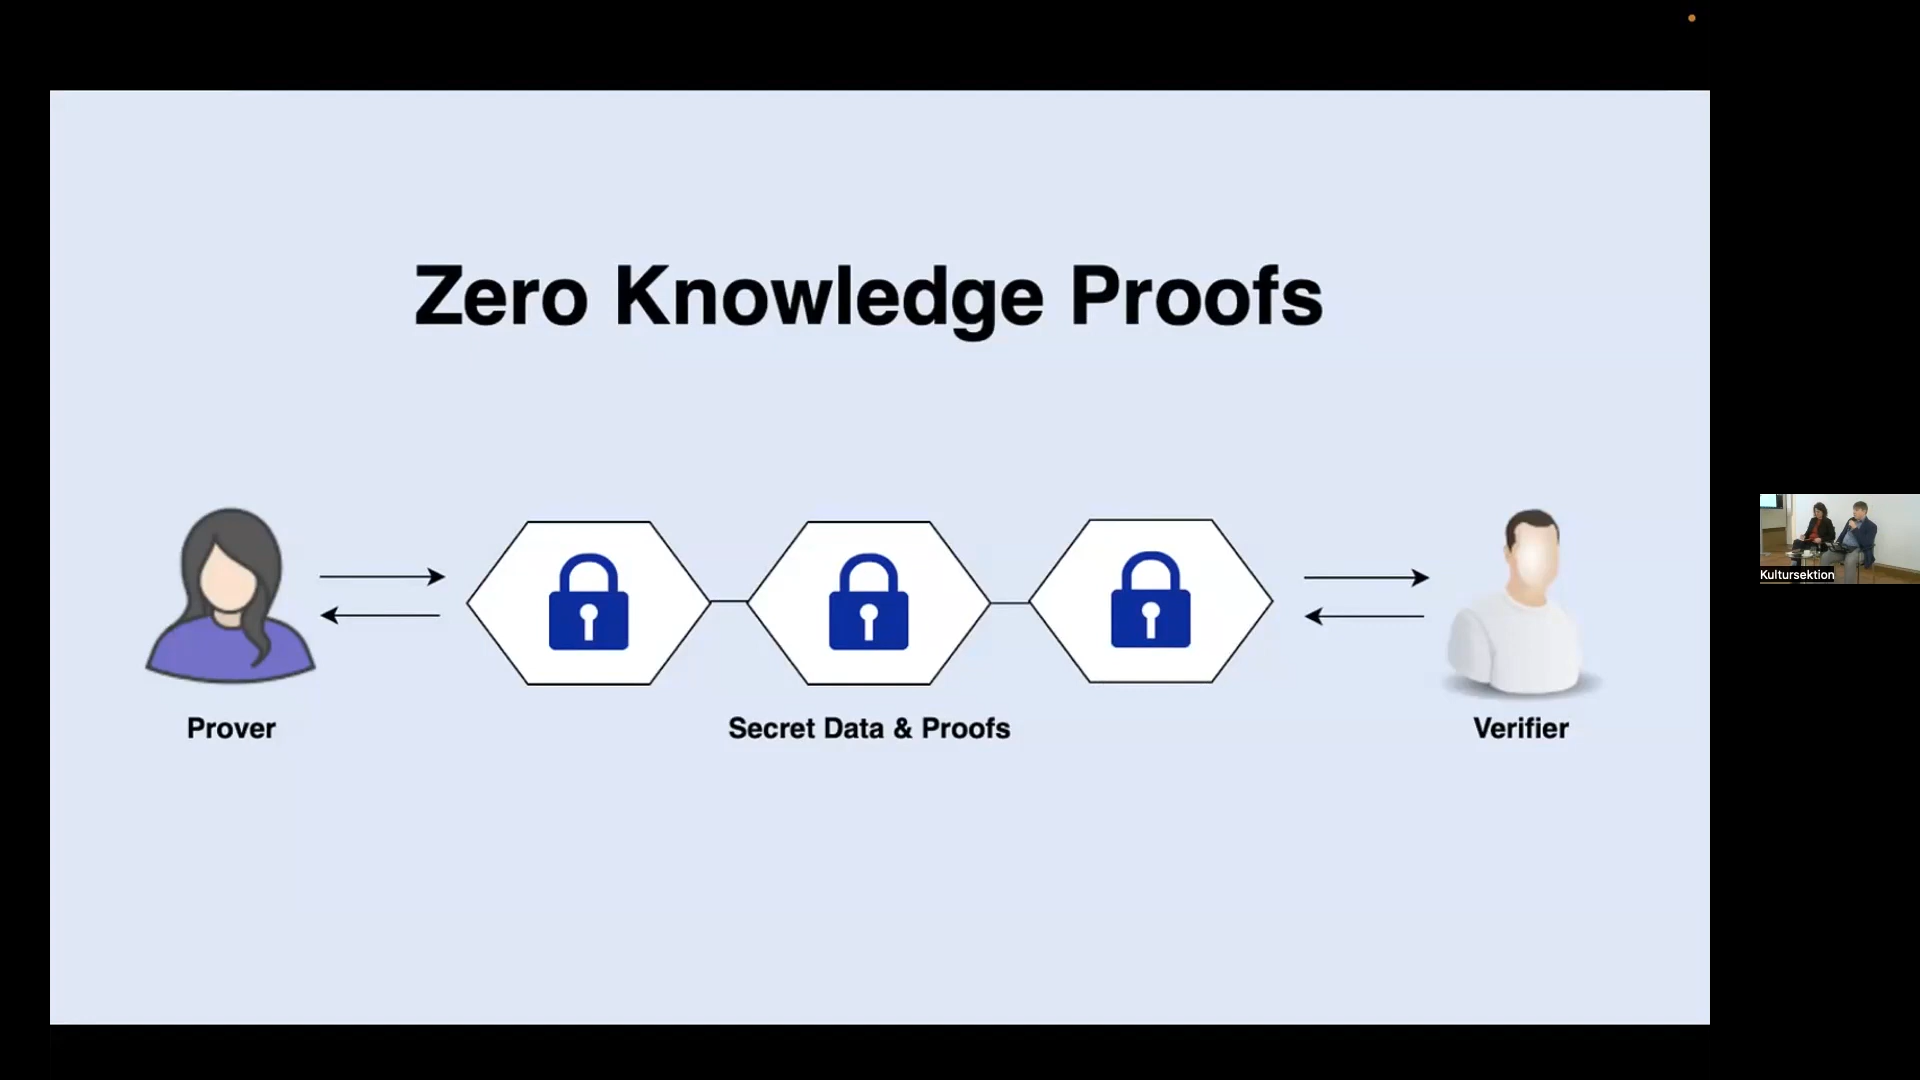 Zero Knowledge Proofs
Prover
Secret Data & Proofs
Verifier
Kultursektion